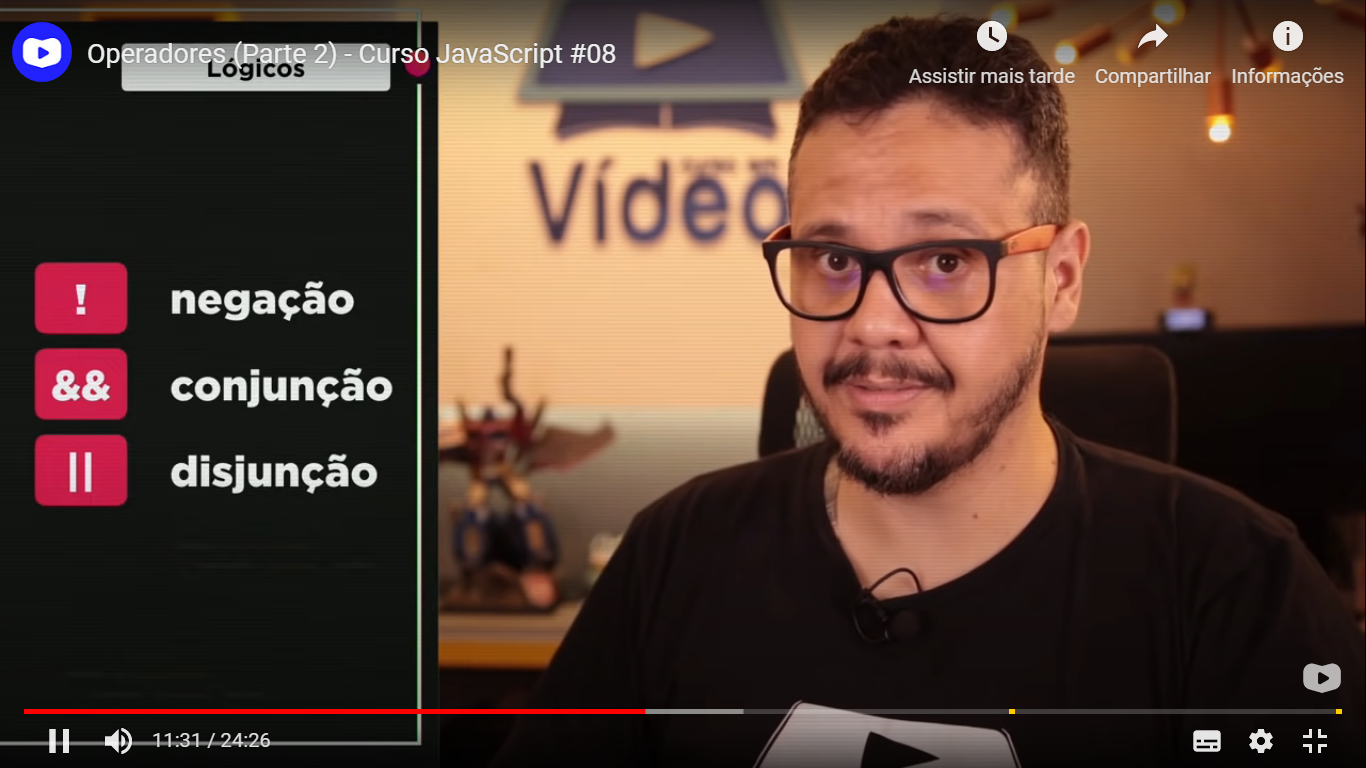 Operadores (Parte 2) - Curso JavaScript #08
Assistir mais tarde
Compartilhar
Informações
Lógicos
Vídeo
! negação
&& conjunção
|| disjunção
11:31 / 24:26